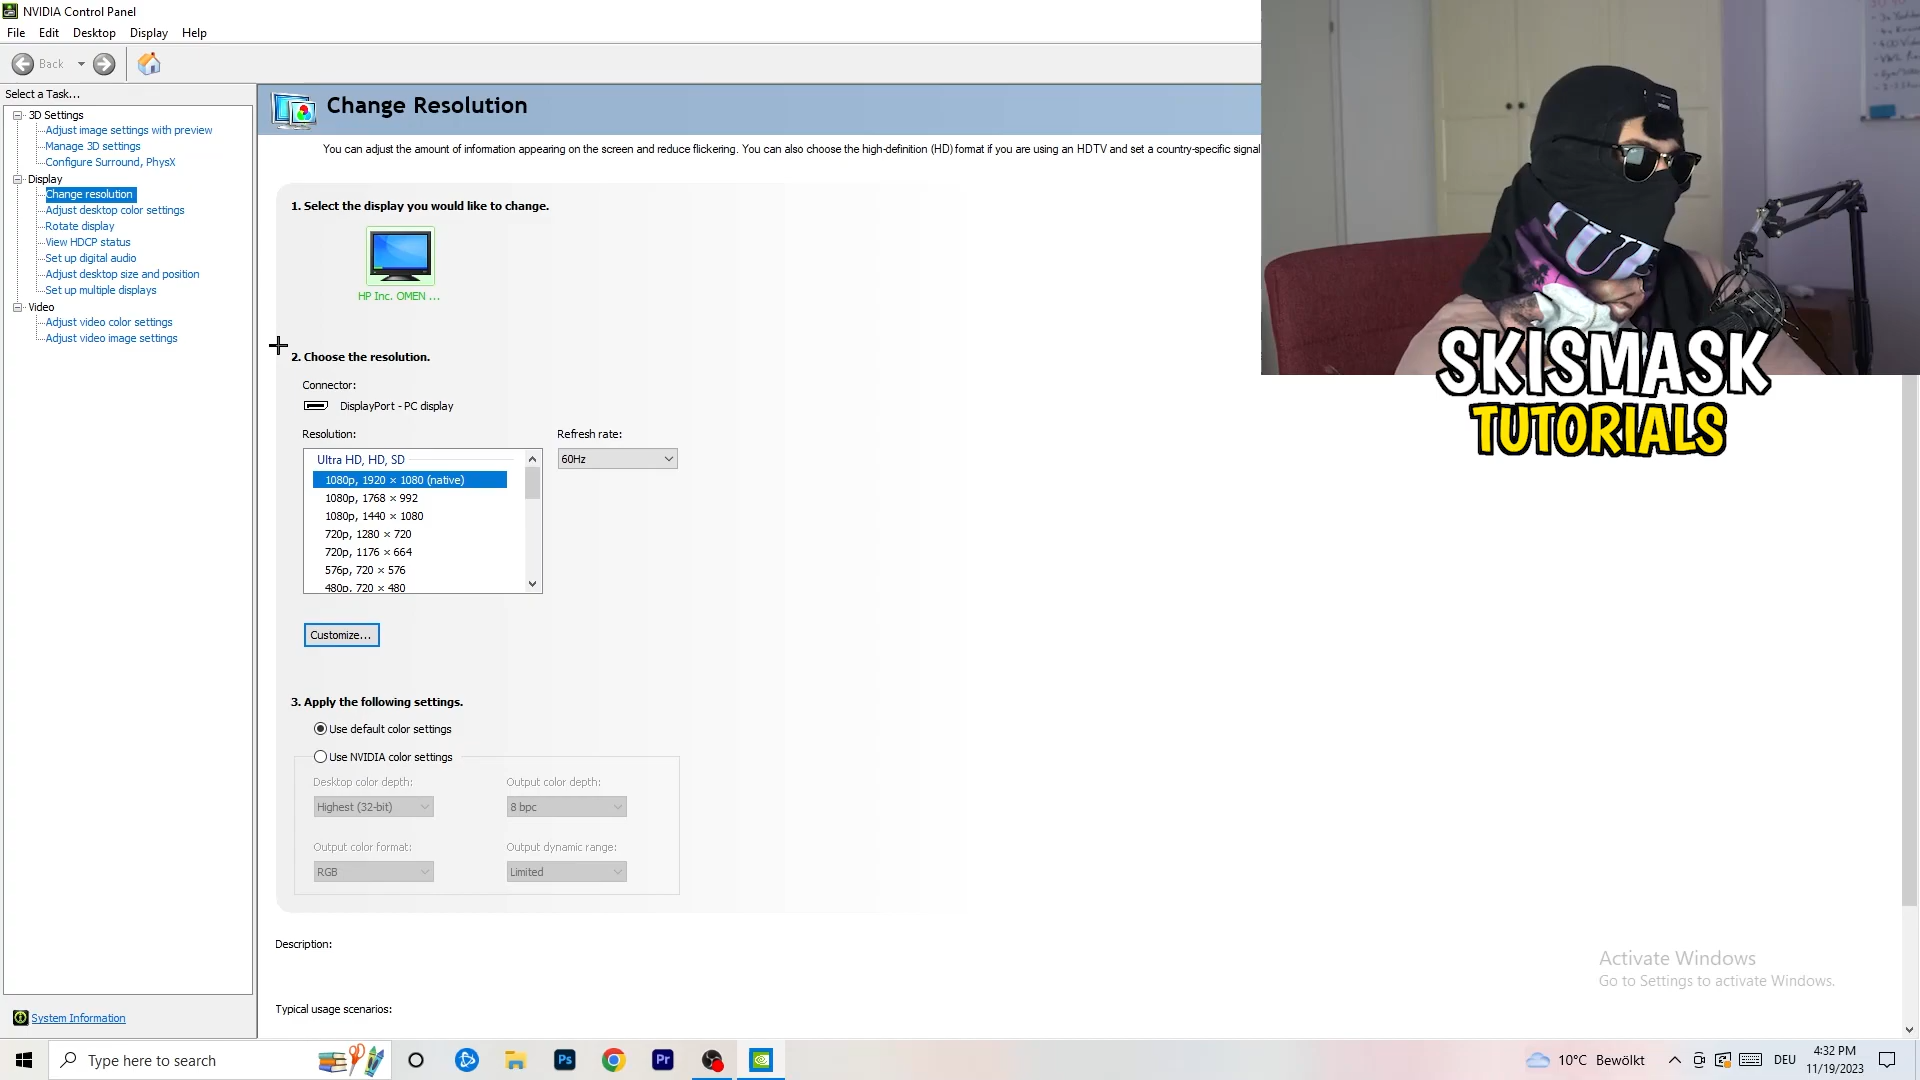 NVIDIA Control Panel
File Edit Desktop Display Help
Back
Select a Task...
3D Settings
Adjust image settings with preview
Manage 3D settings
Configure Surround, PhysX
Display
Change resolution
Adjust desktop color settings
Rotate display
View HDCP status
Set up digital audio
Adjust desktop size and position
Set up multiple displays
Video
Adjust video color settings
Adjust video image settings
System Information
Change Resolution
You can adjust the amount of information appearing on the screen and reduce flickering. You can also choose the high-definition (HD) format if you are using an HDTV and set a country-specific signal
1. Select the display you would like to change.
HP Inc. OMEN ...
2. Choose the resolution.
Connector:
DisplayPort - PC display
Resolution:
Refresh rate:
60Hz
Ultra HD, HD, SD
1080p, 1920 × 1080 (native)
1080p, 1768 × 992
1080p, 1440 × 1080
720p, 1280 × 720
720p, 1176 × 664
576p, 720 × 576
480p, 720 × 480
Customize...
3. Apply the following settings.
Use default color settings
Use NVIDIA color settings
Desktop color depth:
Output color depth:
Highest (32-bit)
8 bpc
Output color format:
Output dynamic range:
RGB
Limited
Description:
Typical usage scenarios:
SKISMASK
TUTORIALS
Activate Windows
Go to Settings to activate Windows.
Type here to search
Ps
Pr
10°C Bewölkt
DEU
4:32 PM
11/19/2023